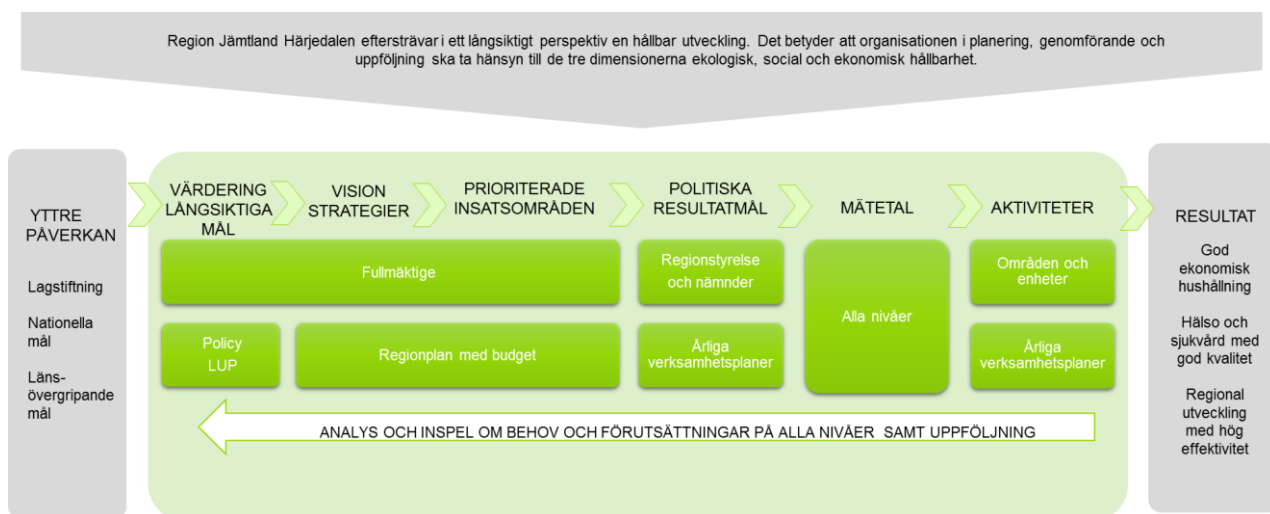 Region Jämtland Härjedalen eftersträvar i ett långsiktigt perspektiv en hållbar utveckling. Det betyder att organisationen i planering, genomförande och
uppföljning ska ta hänsyn till de tre dimensionerna ekologisk, social och ekonomisk hållbarhet.
YTTRE
PÅVERKAN
Lagstiftning
Nationella
mål
Läns-
övergripande
mål
VÄRDERING
LÅNGSIKTIGA
MÅL
VISION
STRATEGIER
PRIORITERADE
INSATSOMRÅDEN
POLITISKA
RESULTATMÅL
MÄTETAL
AKTIVITETER
Fullmäktige
Regionstyrelse
och nämnder
Alla nivåer
Områden och
enheter
Policy
LUP
Regionplan med budget
Årliga
verksamhetsplaner
Årliga
verksamhetsplaner
ANALYS OCH INSPEL OM BEHOV OCH FÖRUTSÄTTNINGAR PÅ ALLA NIVÅER SAMT UPPFÖLJNING
RESULTAT
God
ekonomisk
hushållning
Hälso och
sjukvård med
god kvalitet
Regional
utveckling
med hög
effektivitet